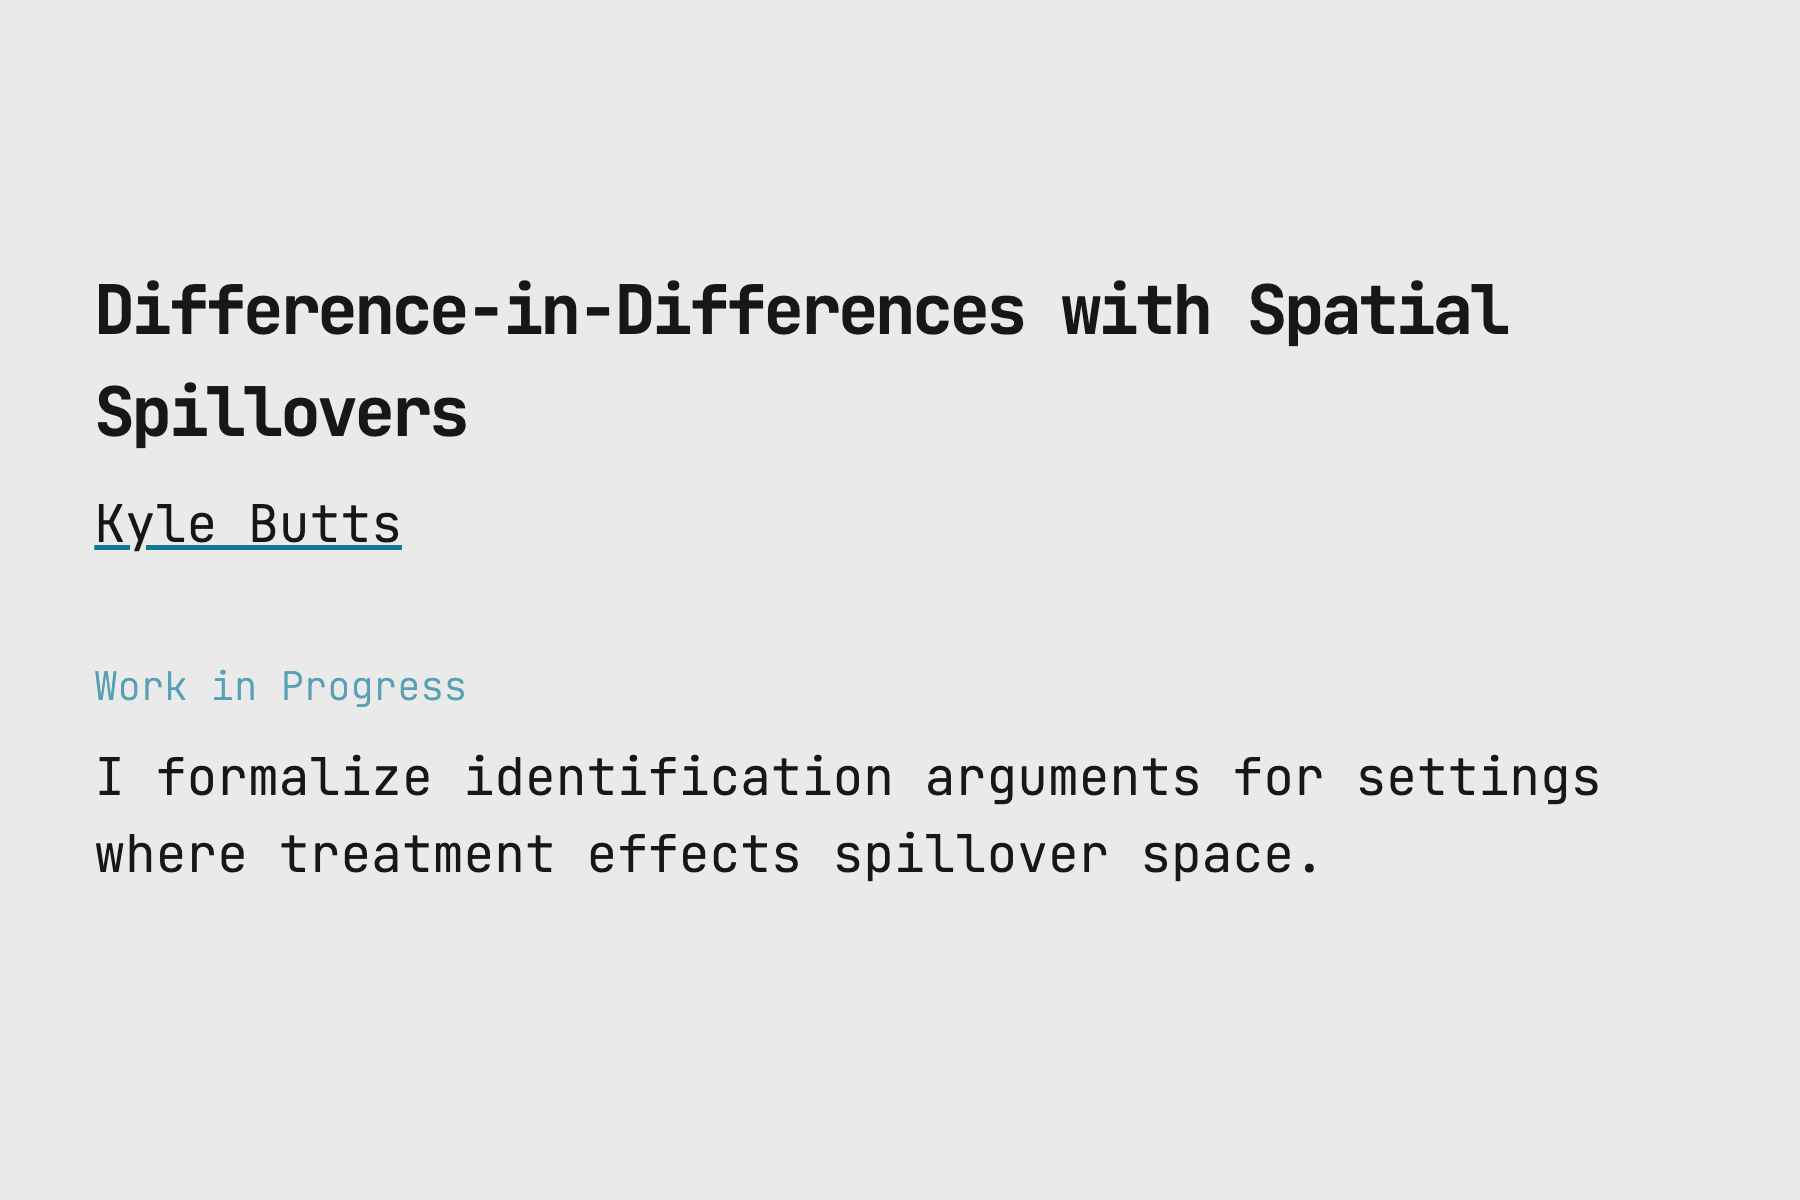 Difference-in-Differences with Spatial
Spillovers
Kyle Butts
Work in Progress
I formalize identification arguments for settings
where treatment effects spillover space.